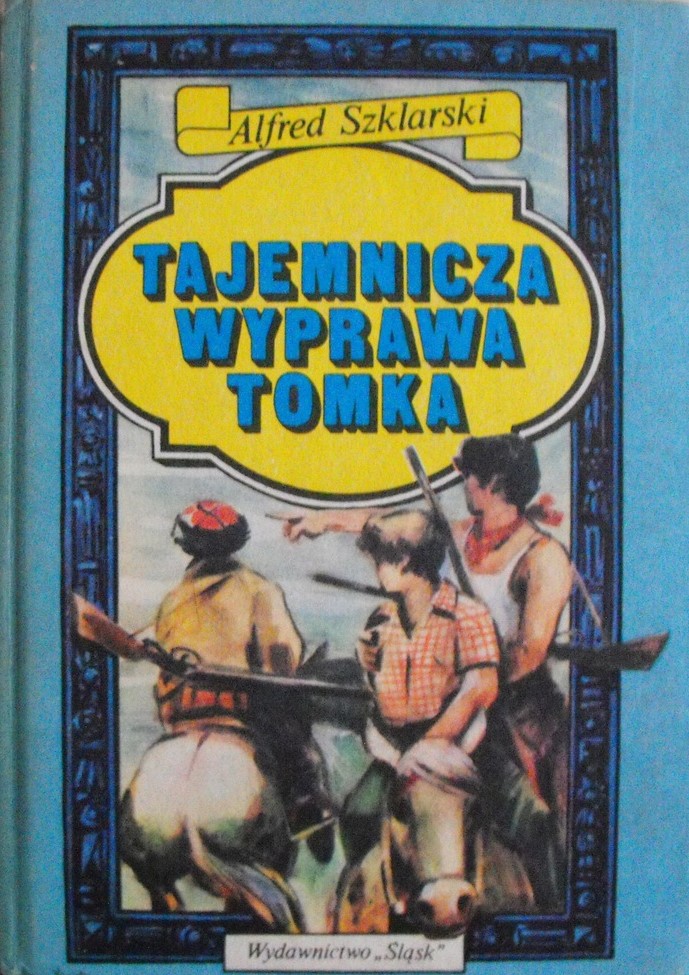 Alfred Szklarski
TAJEMNICZA
WYPRAWA
TOMKA
Wydawnictwo „Śląsk”